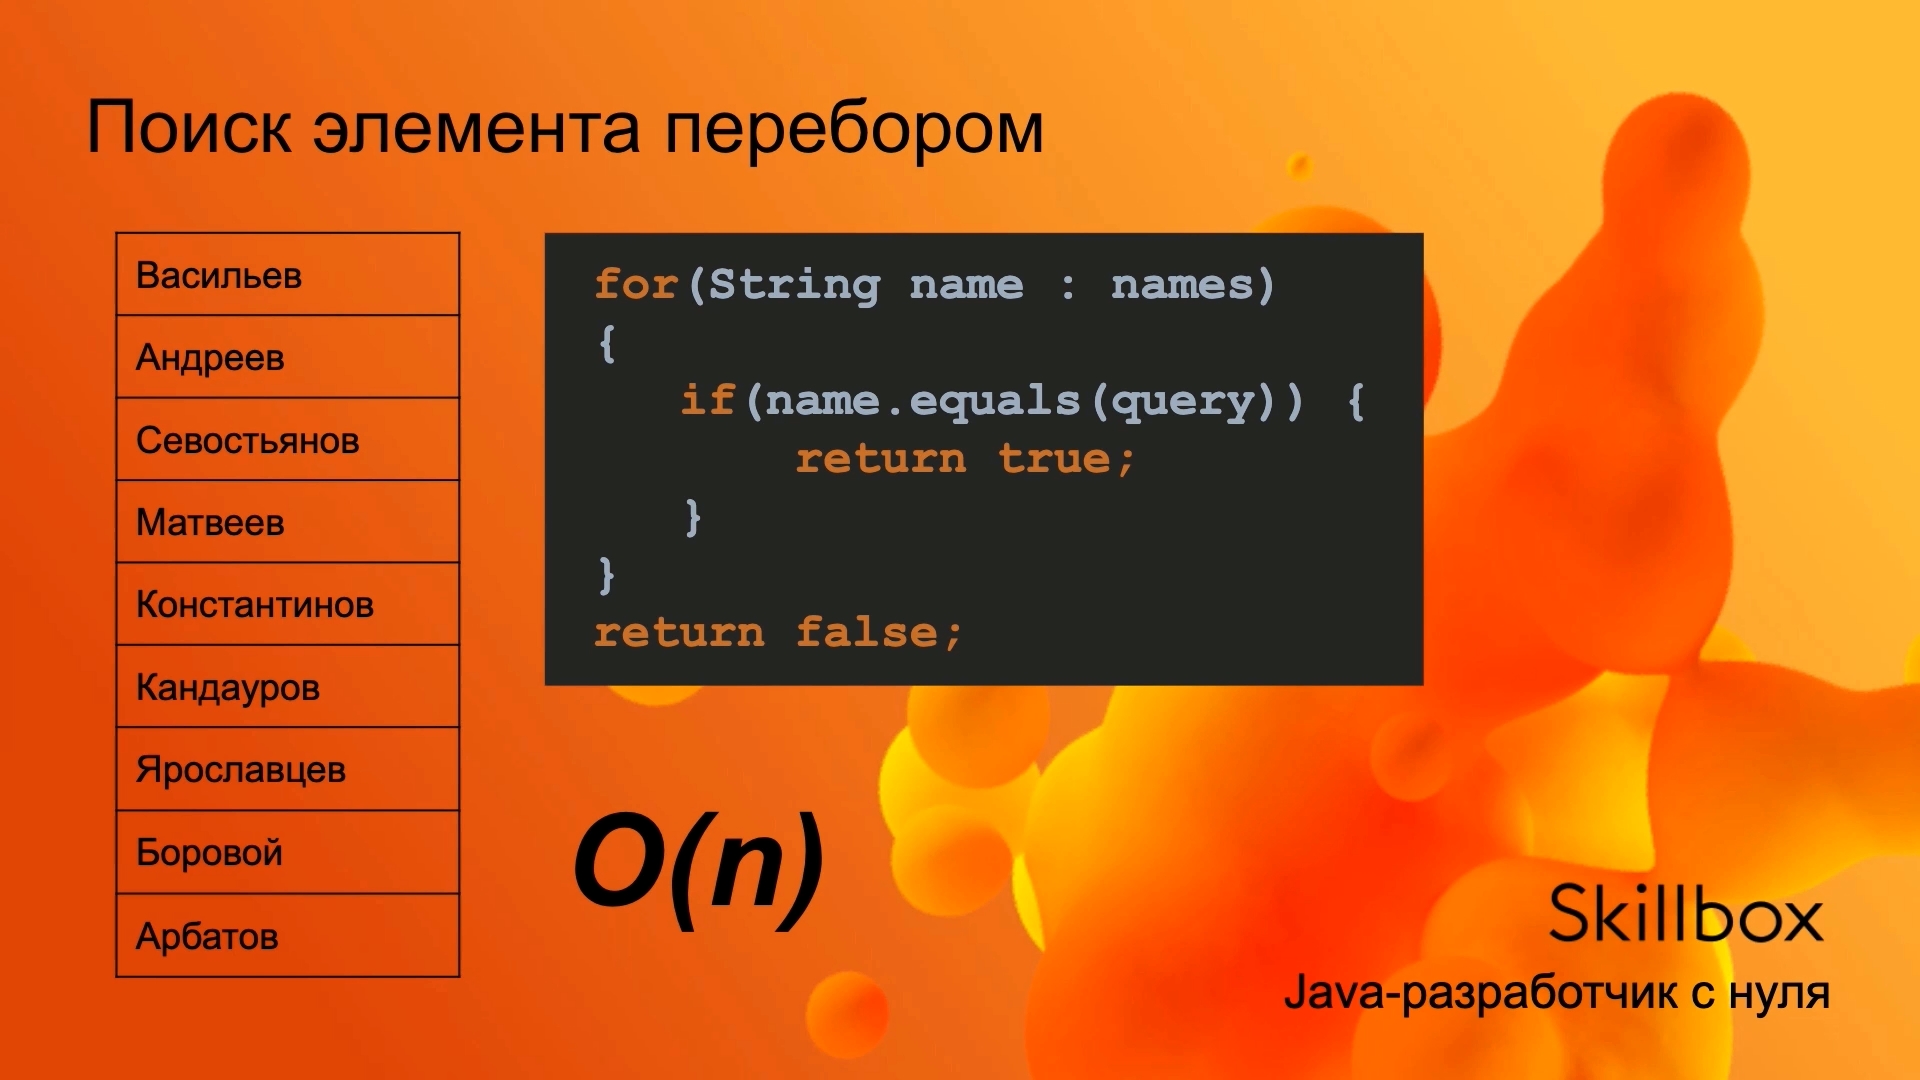 Поиск элемента перебором
Васильев
Андреев
Севостьянов
Матвеев
Константинов
Кандауров
Ярославцев
Боровой
Арбатов
for(String name : names)
{
   if(name.equals(query)) {
       return true;
   }
}
return false;
O(n)
Skillbox
Java-разработчик с нуля